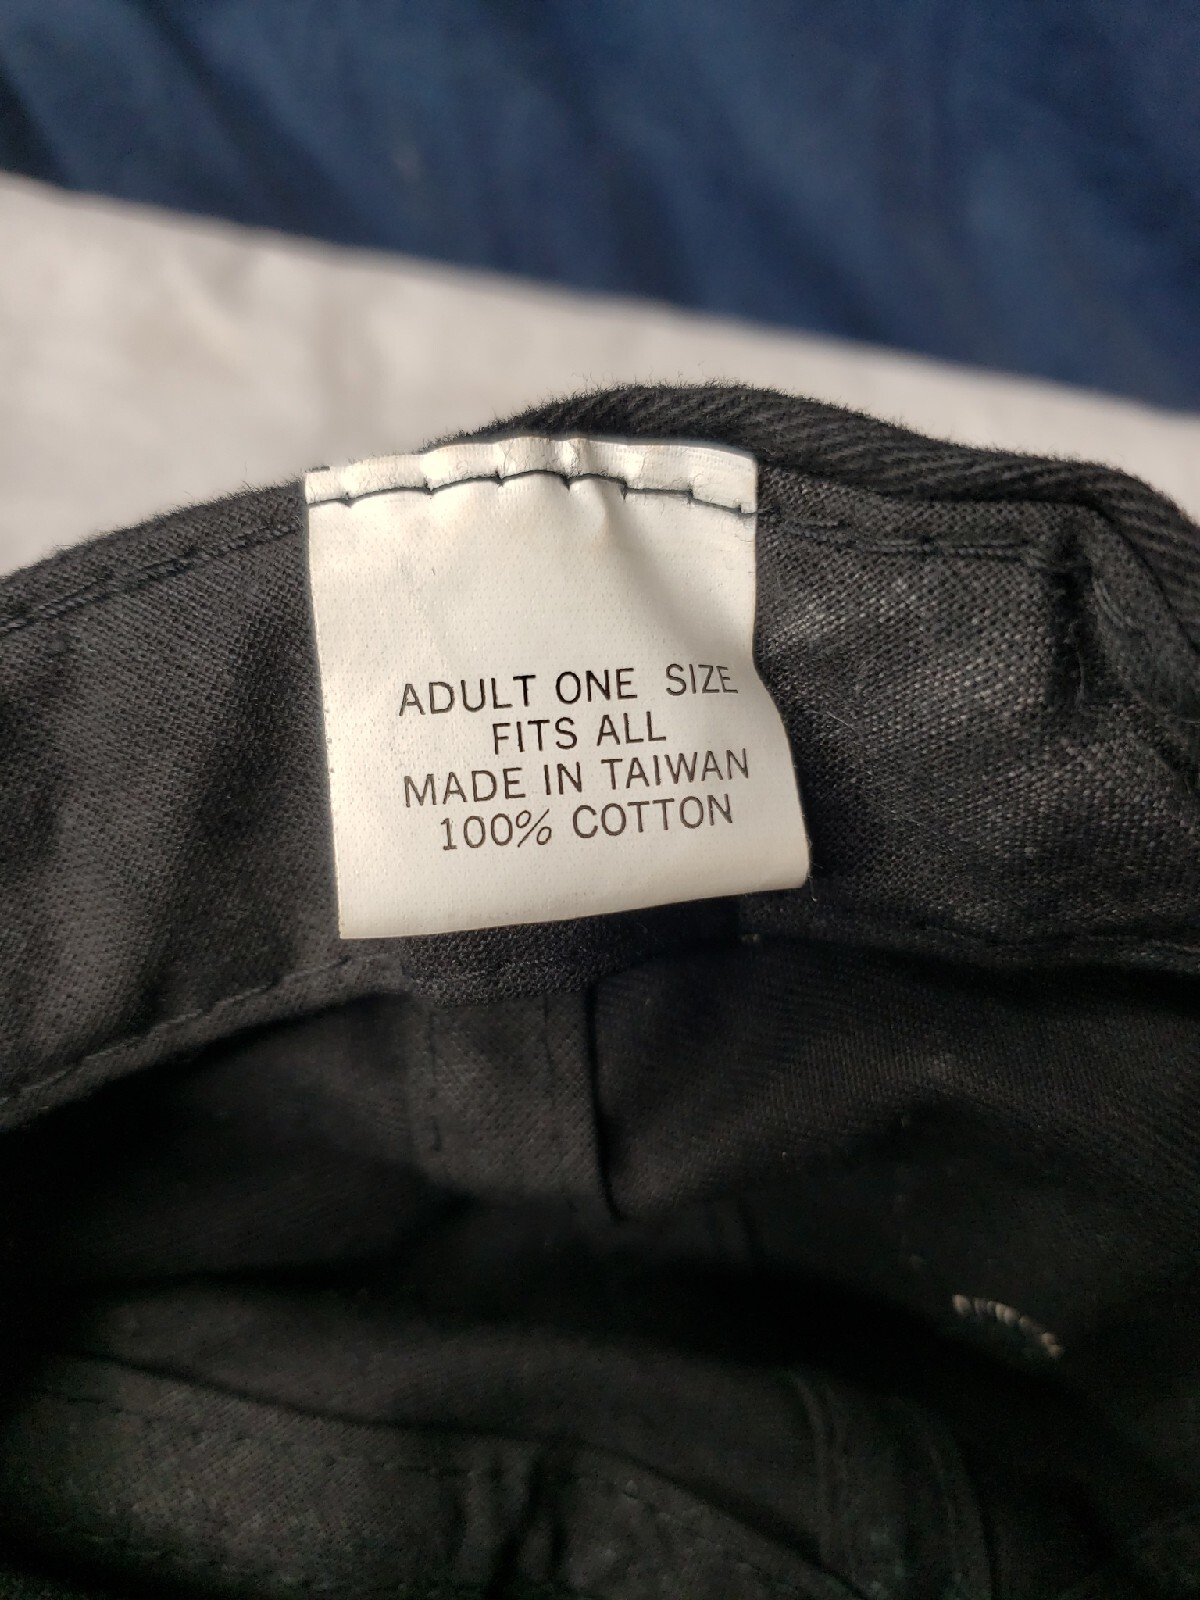 ADULT ONE SIZE
FITS ALL
MADE IN TAIWAN
100% COTTON